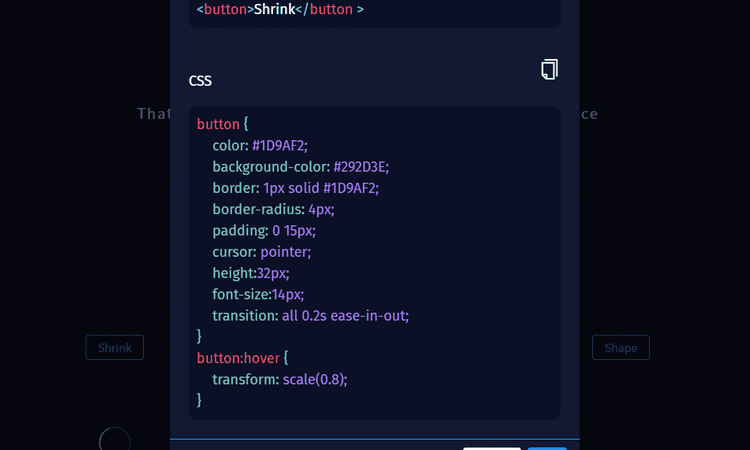 <button>Shrink</button >
CSS
That
ce
button {
color: #1D9AF2;
background-color: #292D3E;
border: 1px solid #1D9AF2;
border-radius: 4px;
padding: 0 15px;
cursor: pointer;
height:32px;
font-size:14px;
transition: all 0.2s ease-in-out;
}
button:hover {
transform: scale(0.8);
}
Shrink
Shape